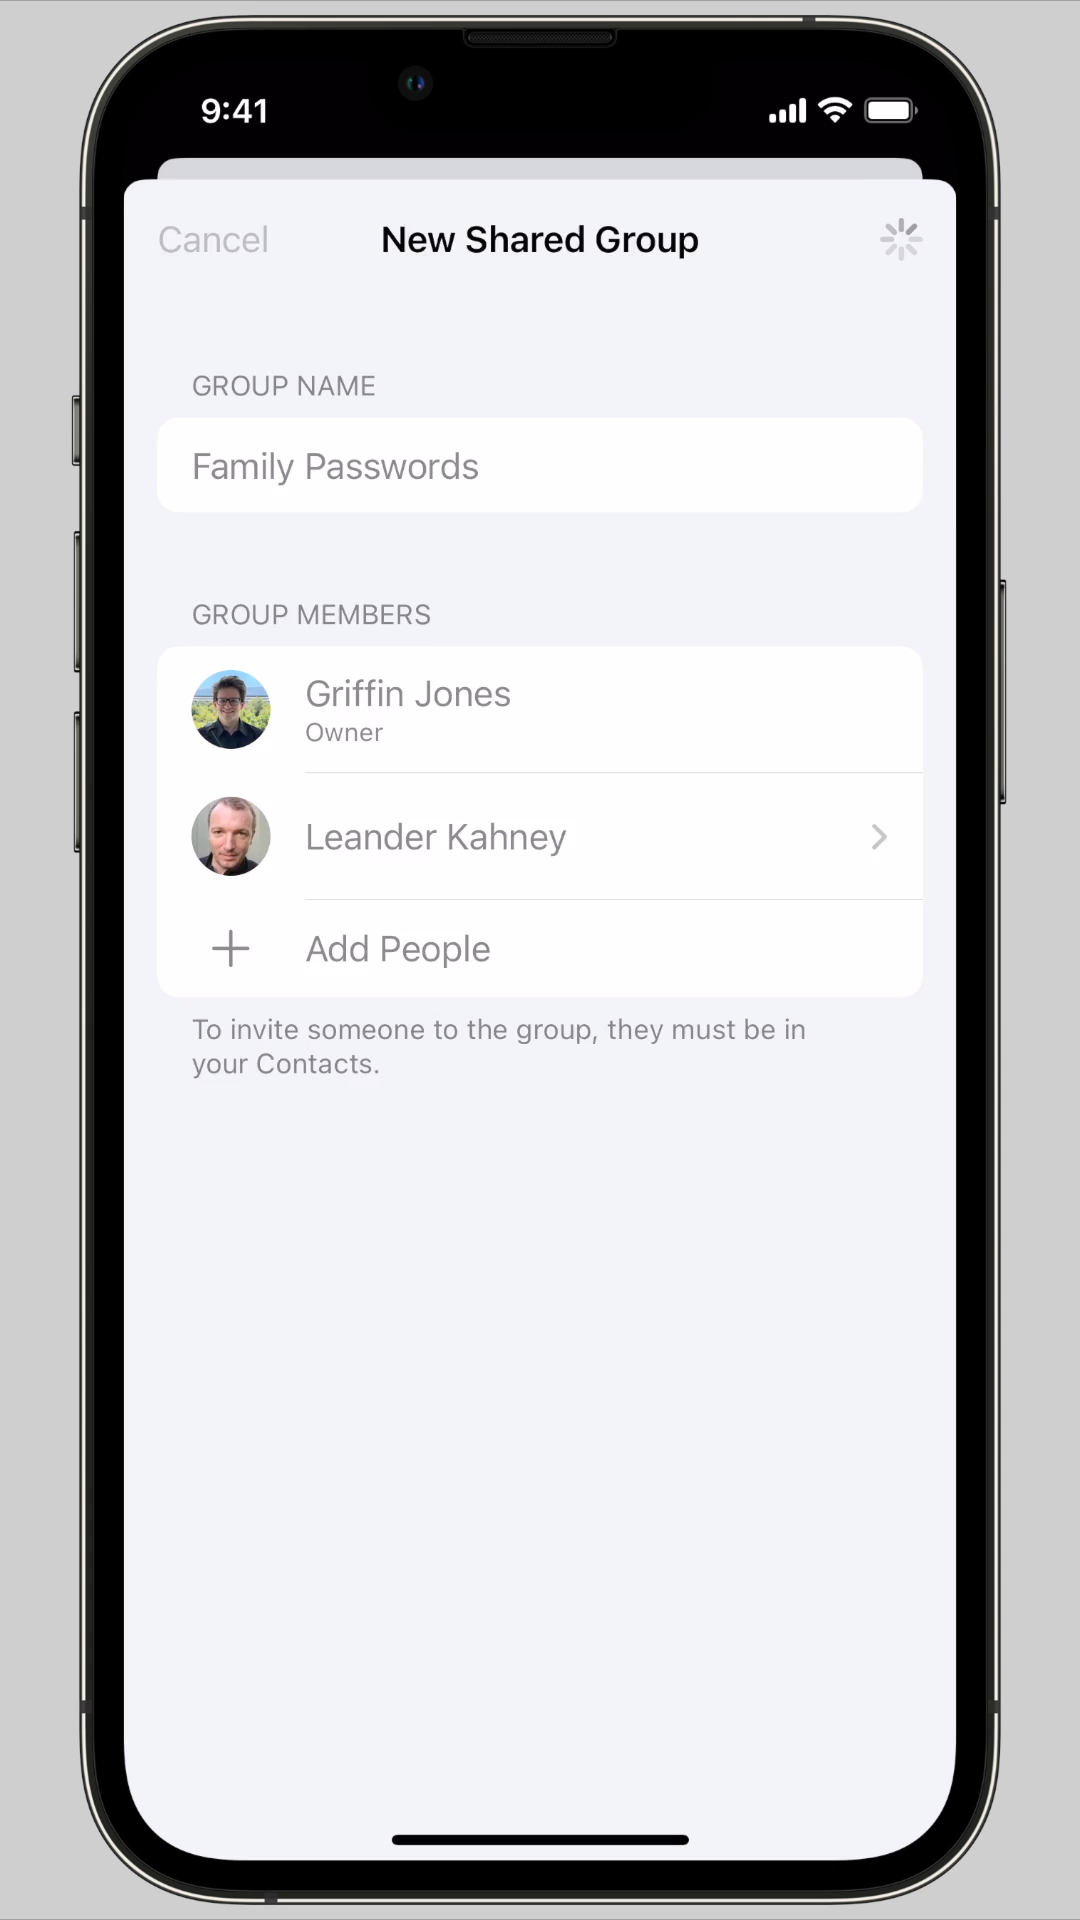 9:41
Cancel
New Shared Group
GROUP NAME
Family Passwords
GROUP MEMBERS
Griffin Jones
Owner
Leander Kahney
Add People
To invite someone to the group, they must be in
your Contacts.